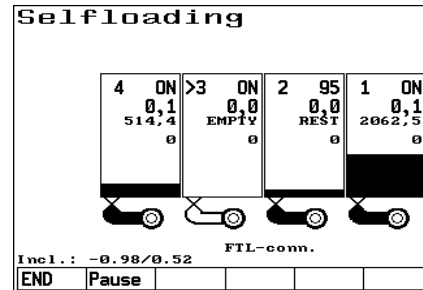 Selfloading
4 ON >3 ON 2 95 1 ON
0,1 0,0 0,0 0,1
514,4 EMPTY REST 2062,5
0 0 0 0
FTL-conn.
Incl.: -0.98/0.52
END Pause